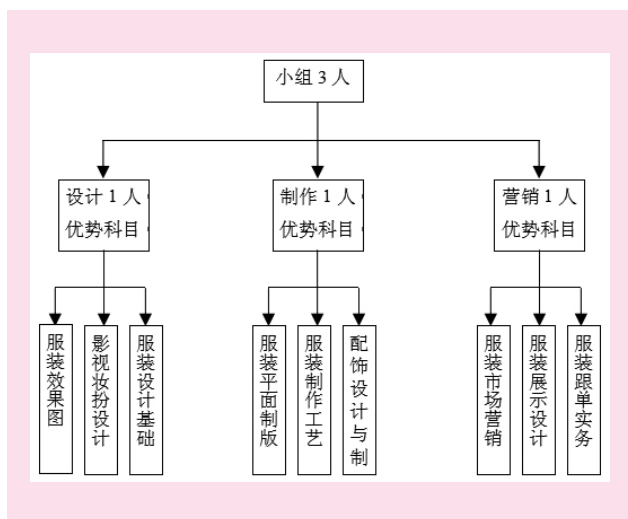 小组 3 人
设计 1 人
优势科目
制作 1 人
优势科目
营销 1 人
优势科目
服装效果图
影视妆扮设计
服装设计基础
服装平面制版
服装制作工艺
配饰设计与制
服装市场营销
服装展示设计
服装跟单实务